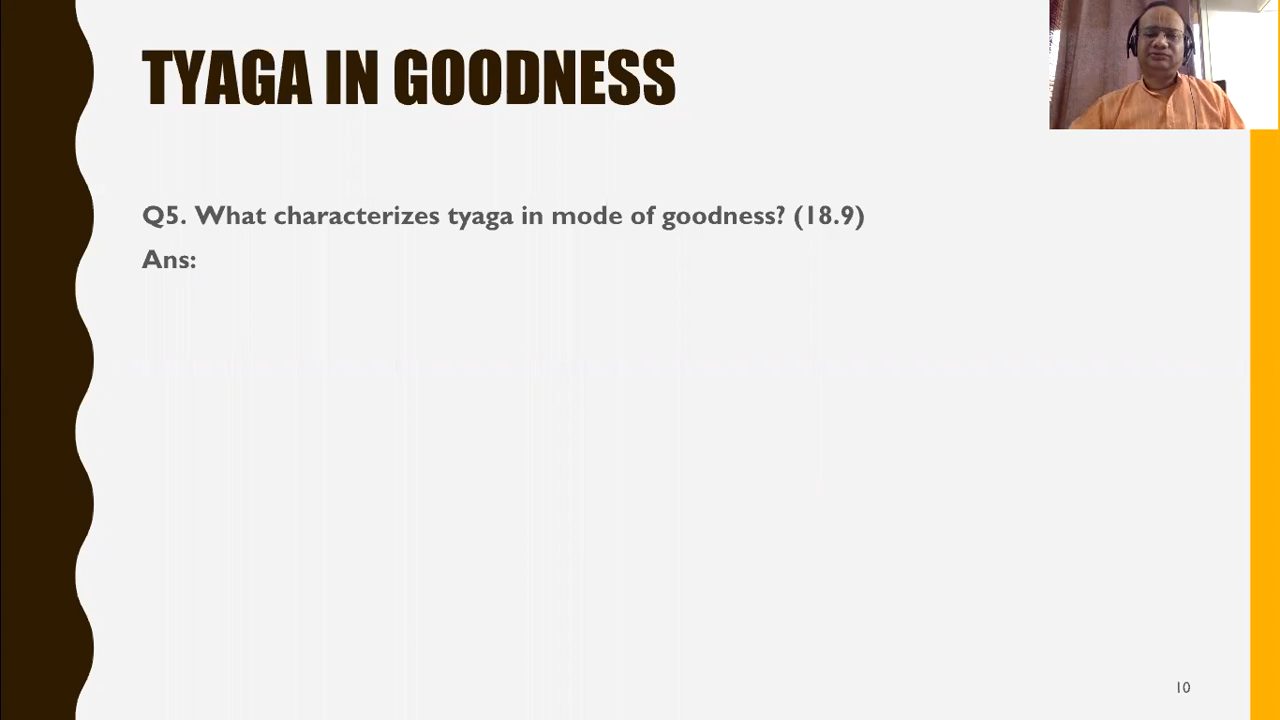 TYAGA IN GOODNESS
Q5. What characterizes tyaga in mode of goodness? (18.9)
Ans:
10